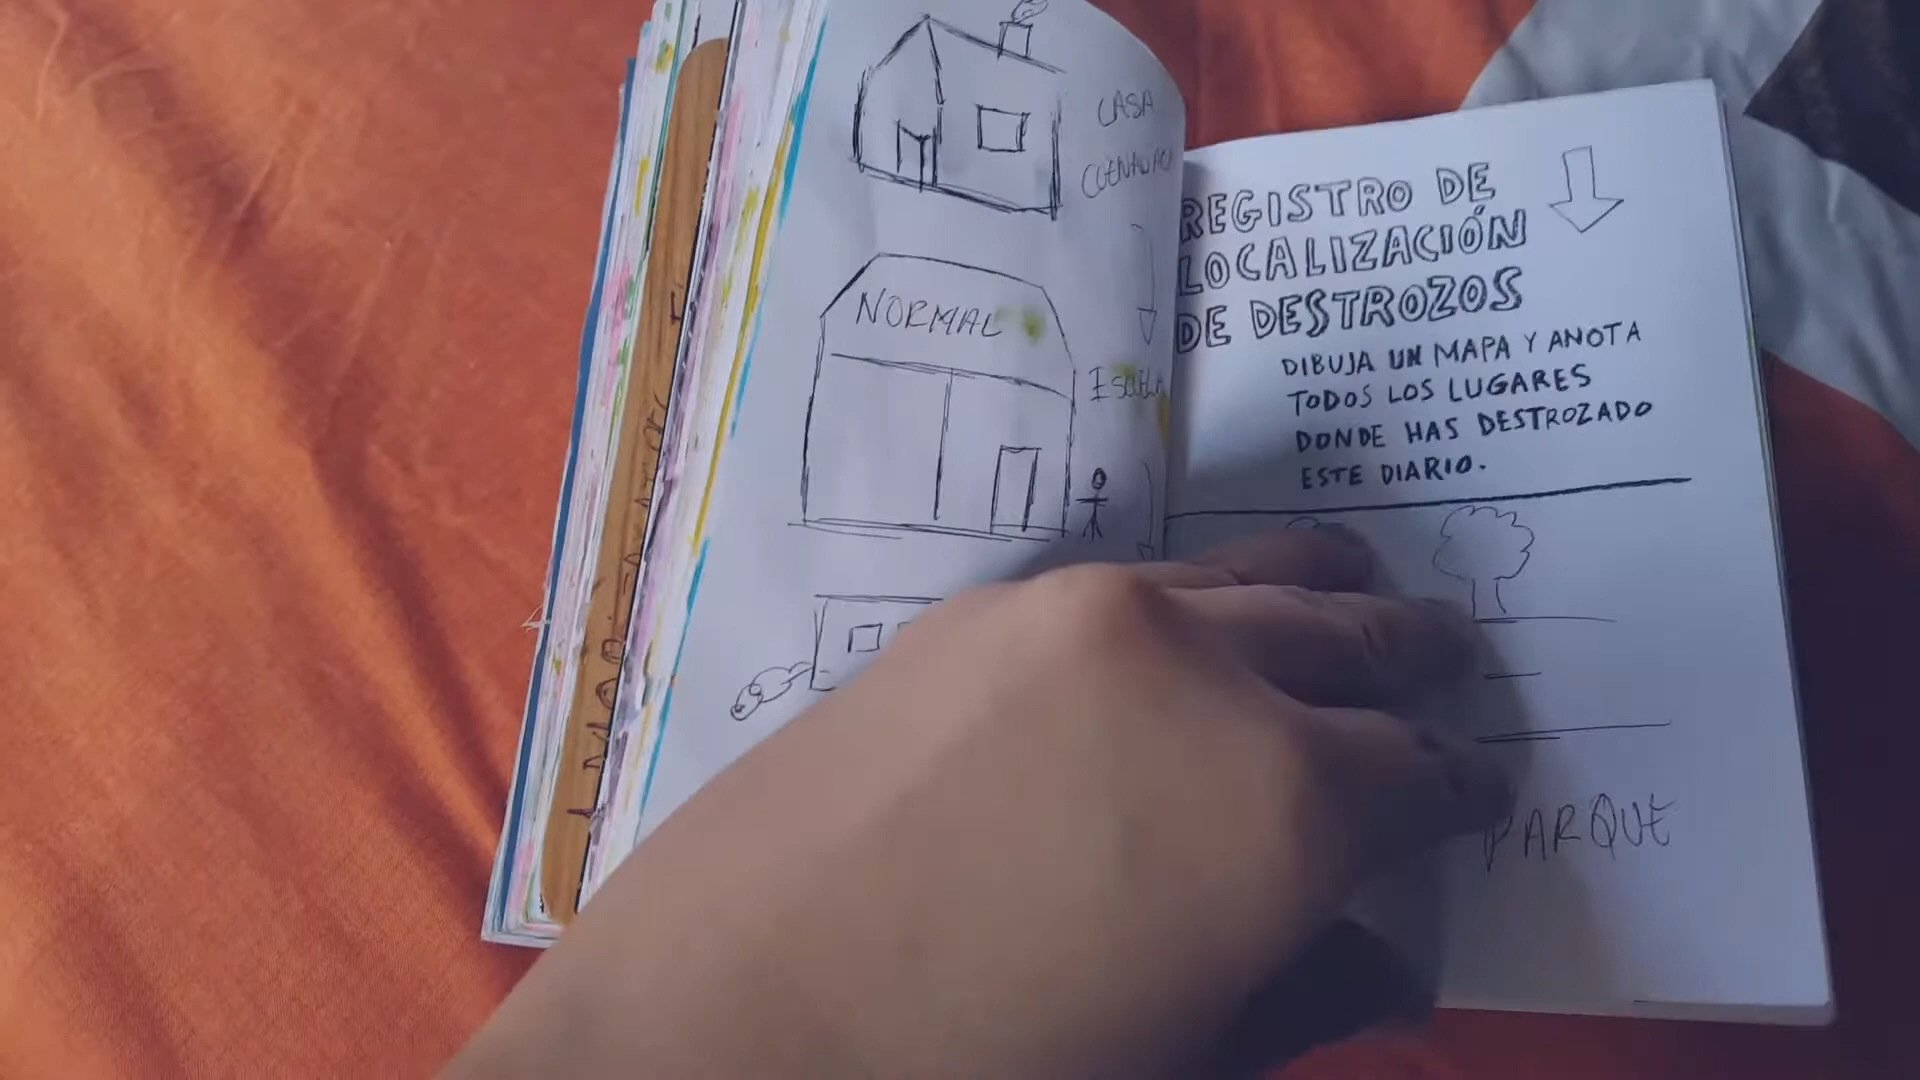 CASA
NORMAL
REGISTRO DE
LOCALIZACIÓN
DE DESTROZOS
DIBUJA UN MAPA Y ANOTA
TODOS LOS LUGARES
DONDE HAS DESTROZADO
ESTE DIARIO.
PARQUE